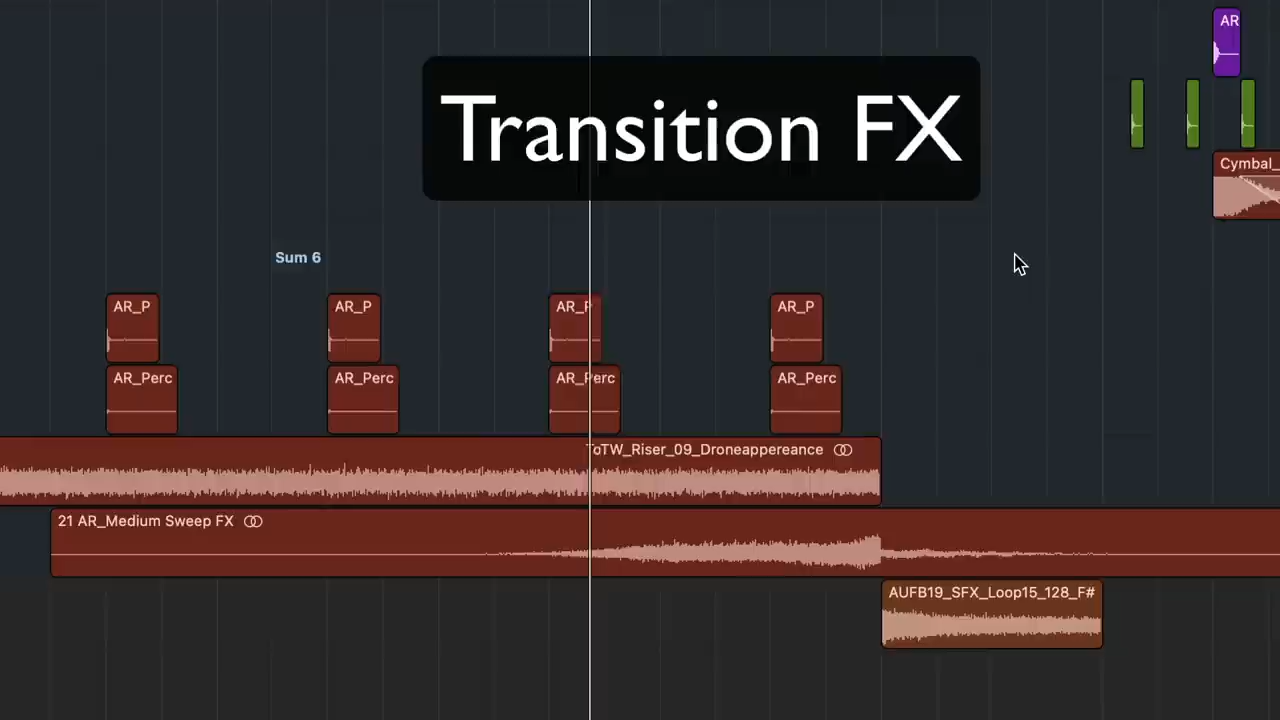 AR
Transition FX
Cymbal_
Sum 6
AR_P AR_P AR_P AR_P
AR_Perc AR_Perc AR_Perc AR_Perc
ToTW_Riser_09_Droneappereance
21 AR_Medium Sweep FX
AUFB19_SFX_Loop15_128_F#